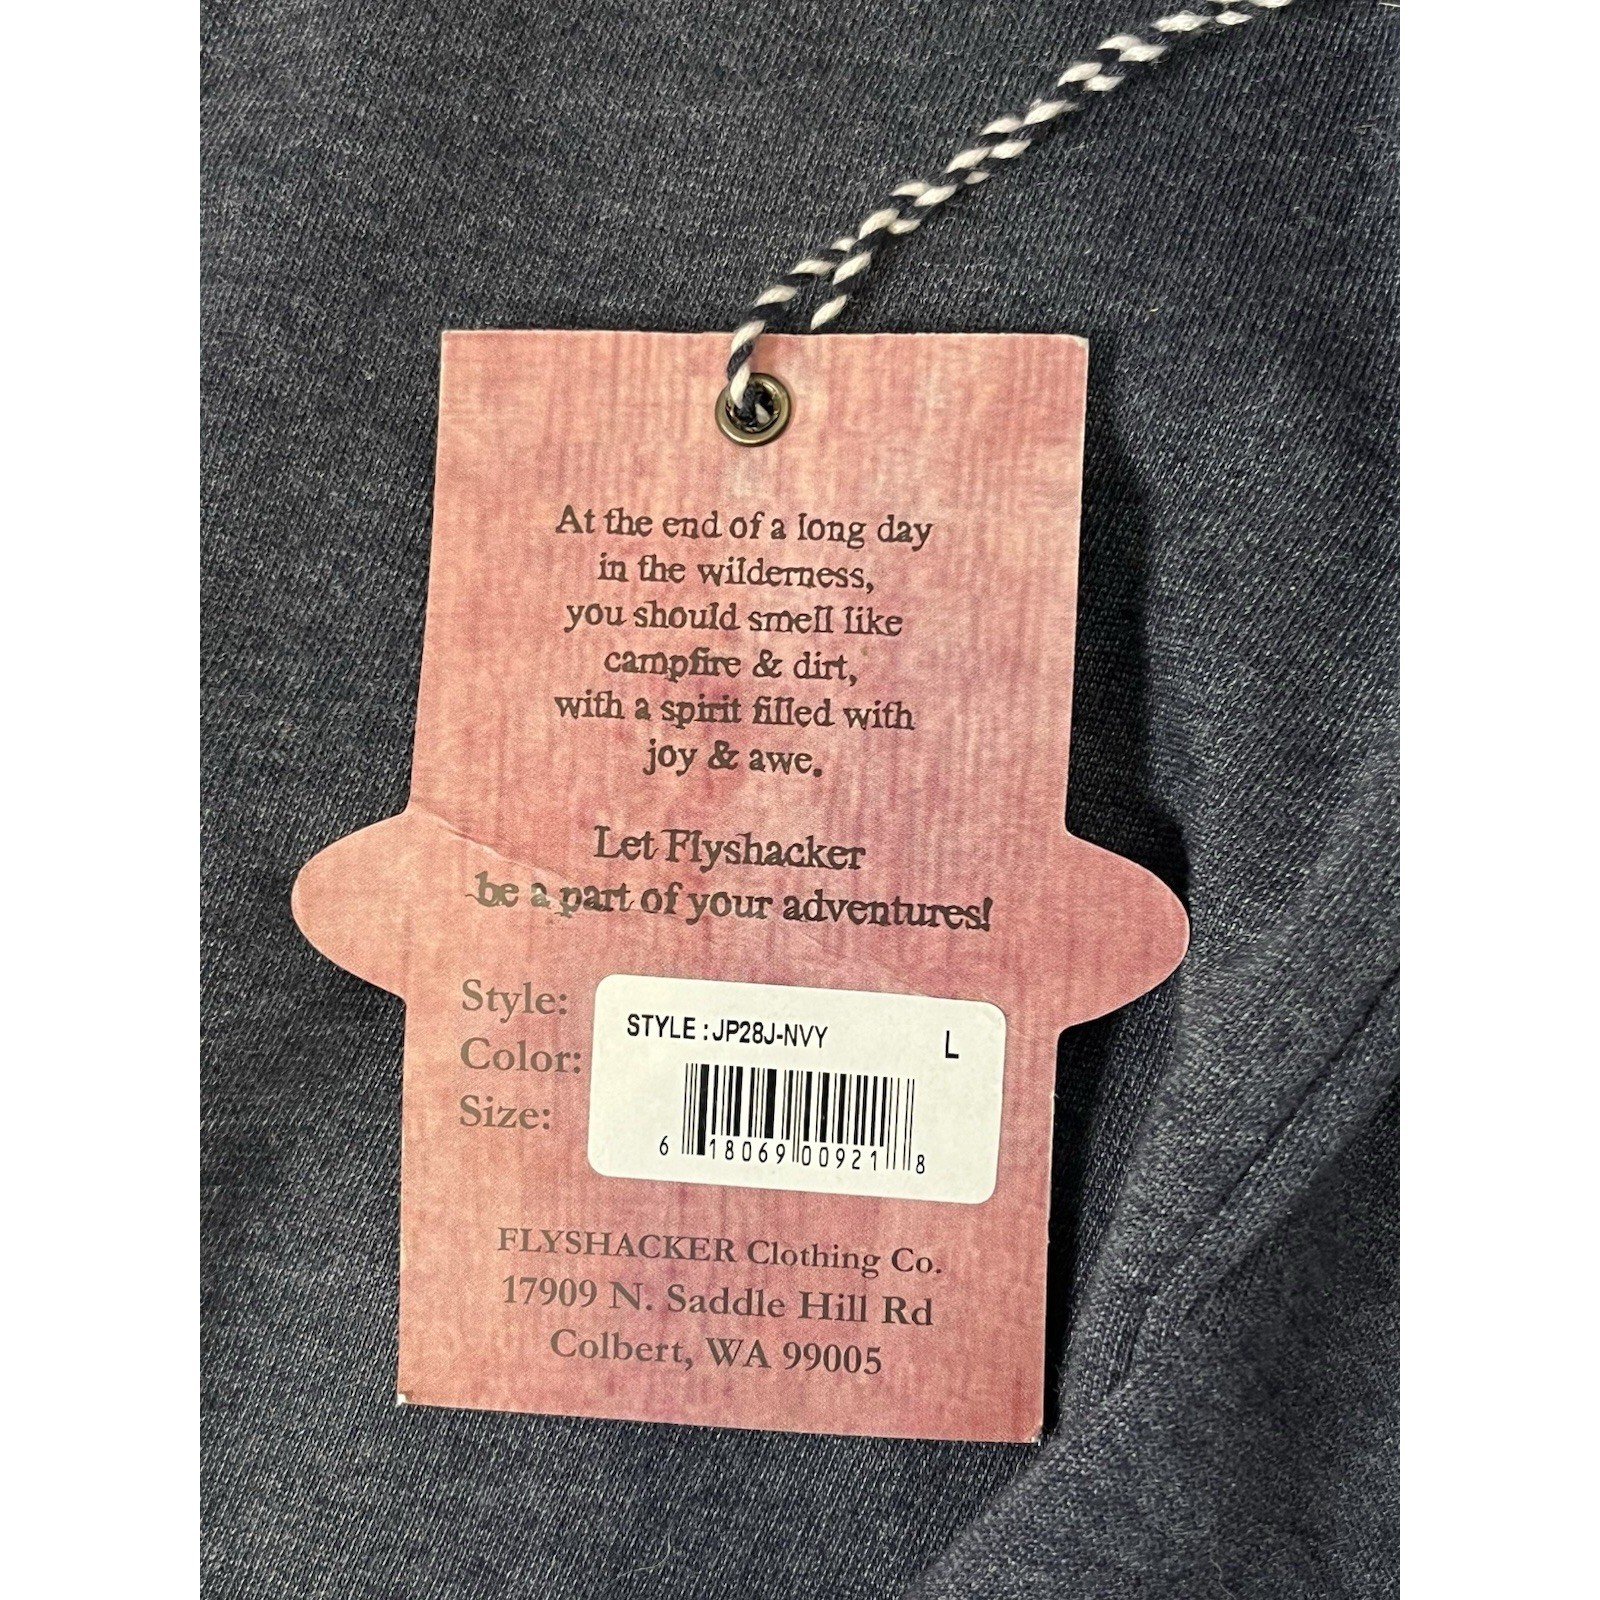 At the end of a long day
in the wilderness,
you should smell like
campfire & dirt,
with a spirit filled with
joy & awe.
Let Flyshacker
be a part of your adventures!
Style:
Color:
Size:
STYLE : JP28J-NVY L
6 18069 00921 8
FLYSHACKER Clothing Co.
17909 N. Saddle Hill Rd
Colbert, WA 99005